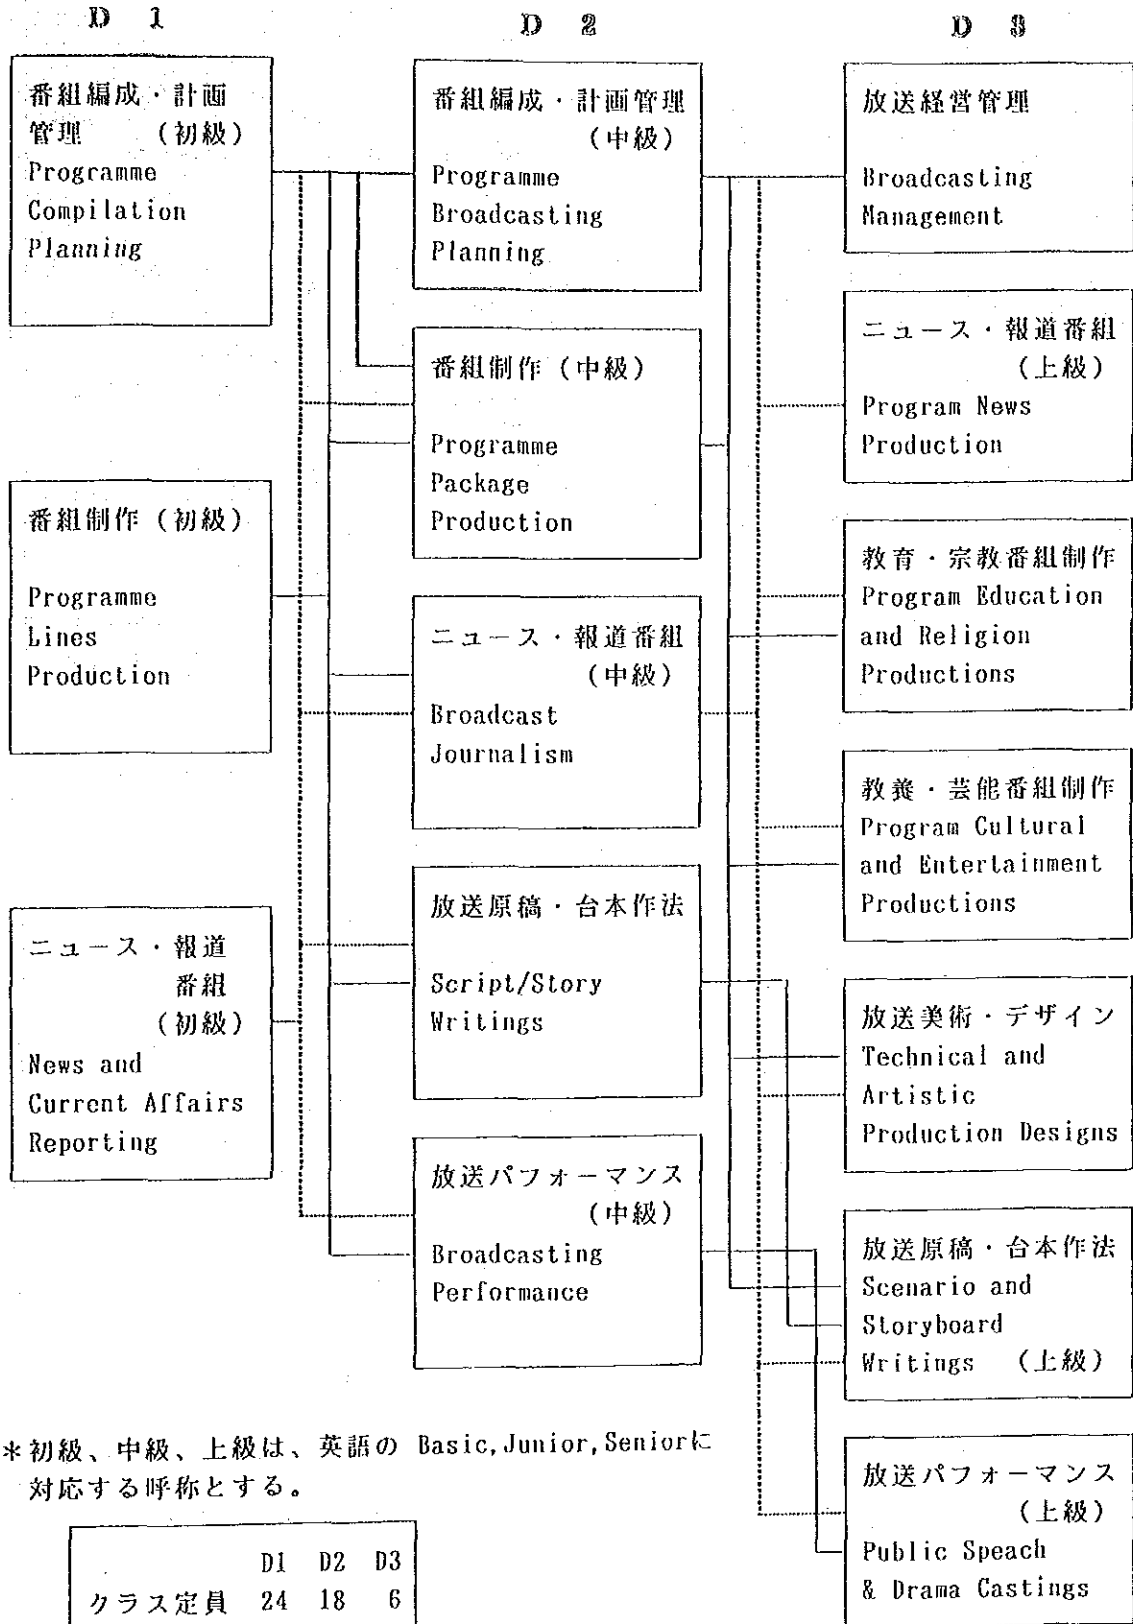 D 1
D 2
D 3
番組編成・計画
管理 (初級)
Programme
Compilation
Planning
番組制作 (初級)
Programme
Lines
Production
ニュース・報道
番組
(初級)
News and
Current Affairs
Reporting
番組編成・計画管理
(中級)
Programme
Broadcasting
Planning
番組制作 (中級)
Programme
Package
Production
ニュース・報道番組
(中級)
Broadcast
Journalism
放送原稿・台本作法
Script/Story
Writings
放送パフォーマンス
(中級)
Broadcasting
Performance
放送経営管理
Broadcasting
Management
ニュース・報道番組
(上級)
Program News
Production
教育・宗教番組制作
Program Education
and Religion
Productions
教養・芸能番組制作
Program Cultural
and Entertainment
Productions
放送美術・デザイン
Technical and
Artistic
Production Designs
放送原稿・台本作法
Scenario and
Storyboard
Writings (上級)
放送パフォーマンス
(上級)
Public Speach
& Drama Castings
*初級、中級、上級は、英語の Basic,Junior,Seniorに
対応する呼称とする。
D1 D2 D3
クラス定員 24 18 6